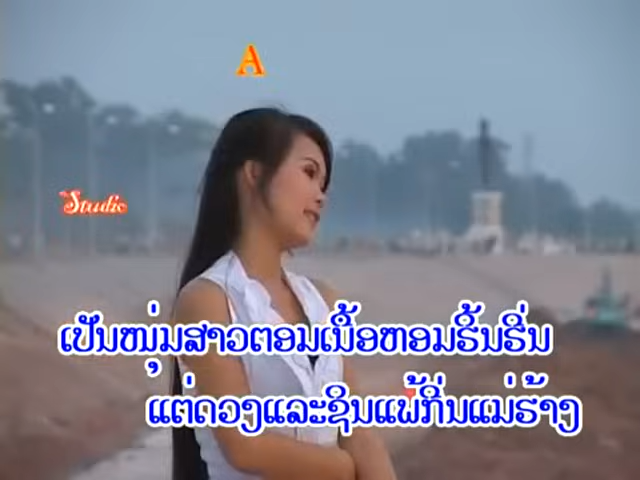 A
Studio
ເປັນໜຸ່ມສາວຕອມເນື້ອຫອມຮຶ້ນຮື່ນ
ແຕ່ດວງແລະຊິນແພ້ກື່ນແມ່ຮ້າງ